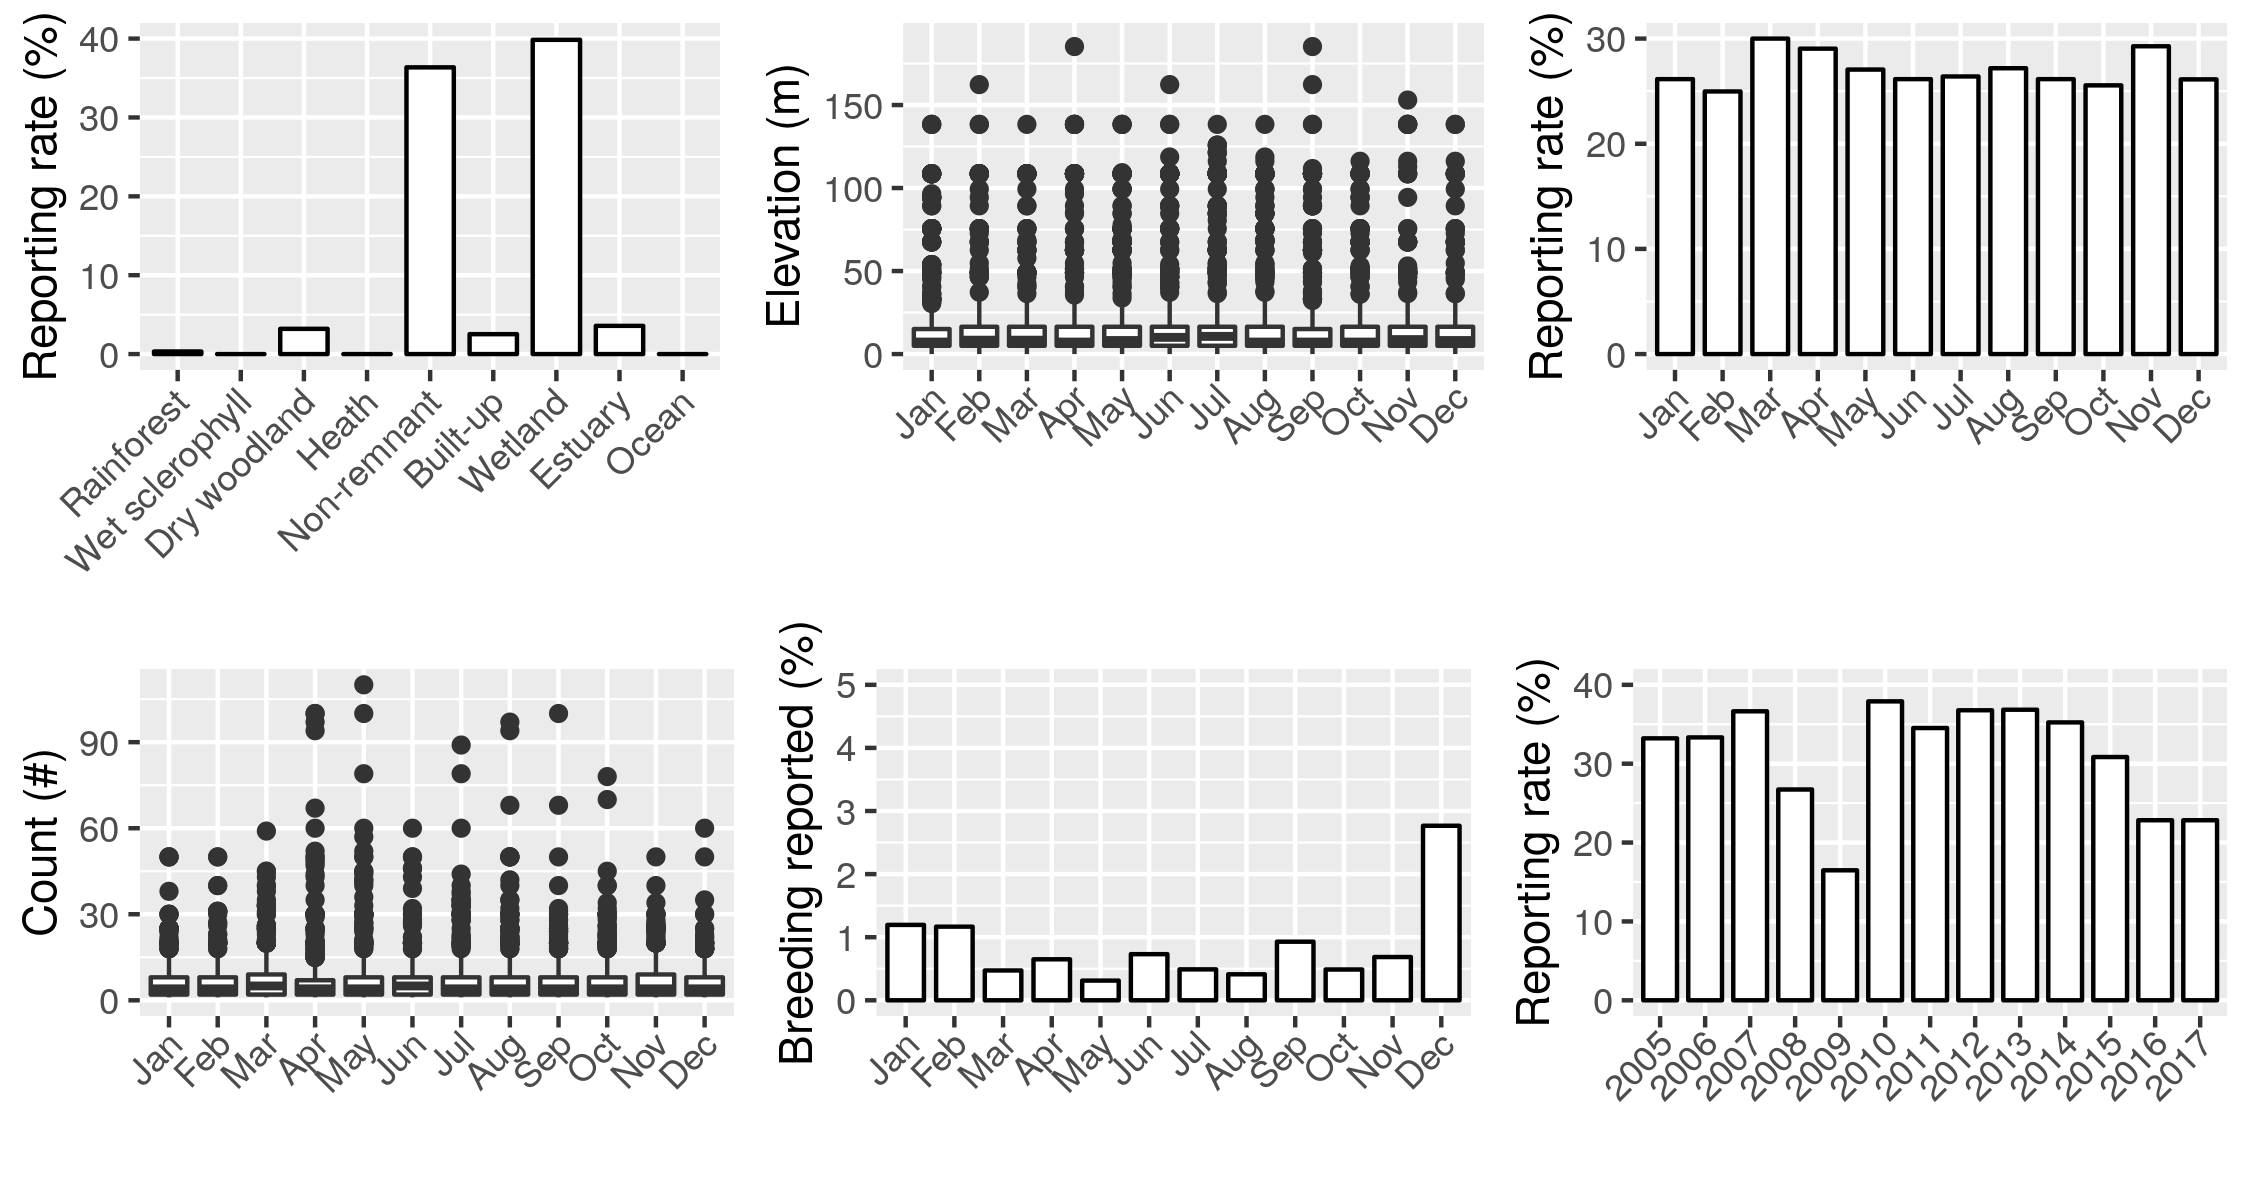 Reporting rate (%)
40
30
20
10
0
Rainforest
Wet sclerophyll
Dry woodland
Heath
Non-remnant
Built-up
Wetland
Estuary
Ocean
Elevation (m)
150
100
50
0
Jan
Feb
Mar
Apr
May
Jun
Jul
Aug
Sep
Oct
Nov
Dec
Reporting rate (%)
30
20
10
0
Jan
Feb
Mar
Apr
May
Jun
Jul
Aug
Sep
Oct
Nov
Dec
Count (#)
90
60
30
0
Jan
Feb
Mar
Apr
May
Jun
Jul
Aug
Sep
Oct
Nov
Dec
Breeding reported (%)
5
4
3
2
1
0
Jan
Feb
Mar
Apr
May
Jun
Jul
Aug
Sep
Oct
Nov
Dec
Reporting rate (%)
40
30
20
10
0
2005
2006
2007
2008
2009
2010
2011
2012
2013
2014
2015
2016
2017